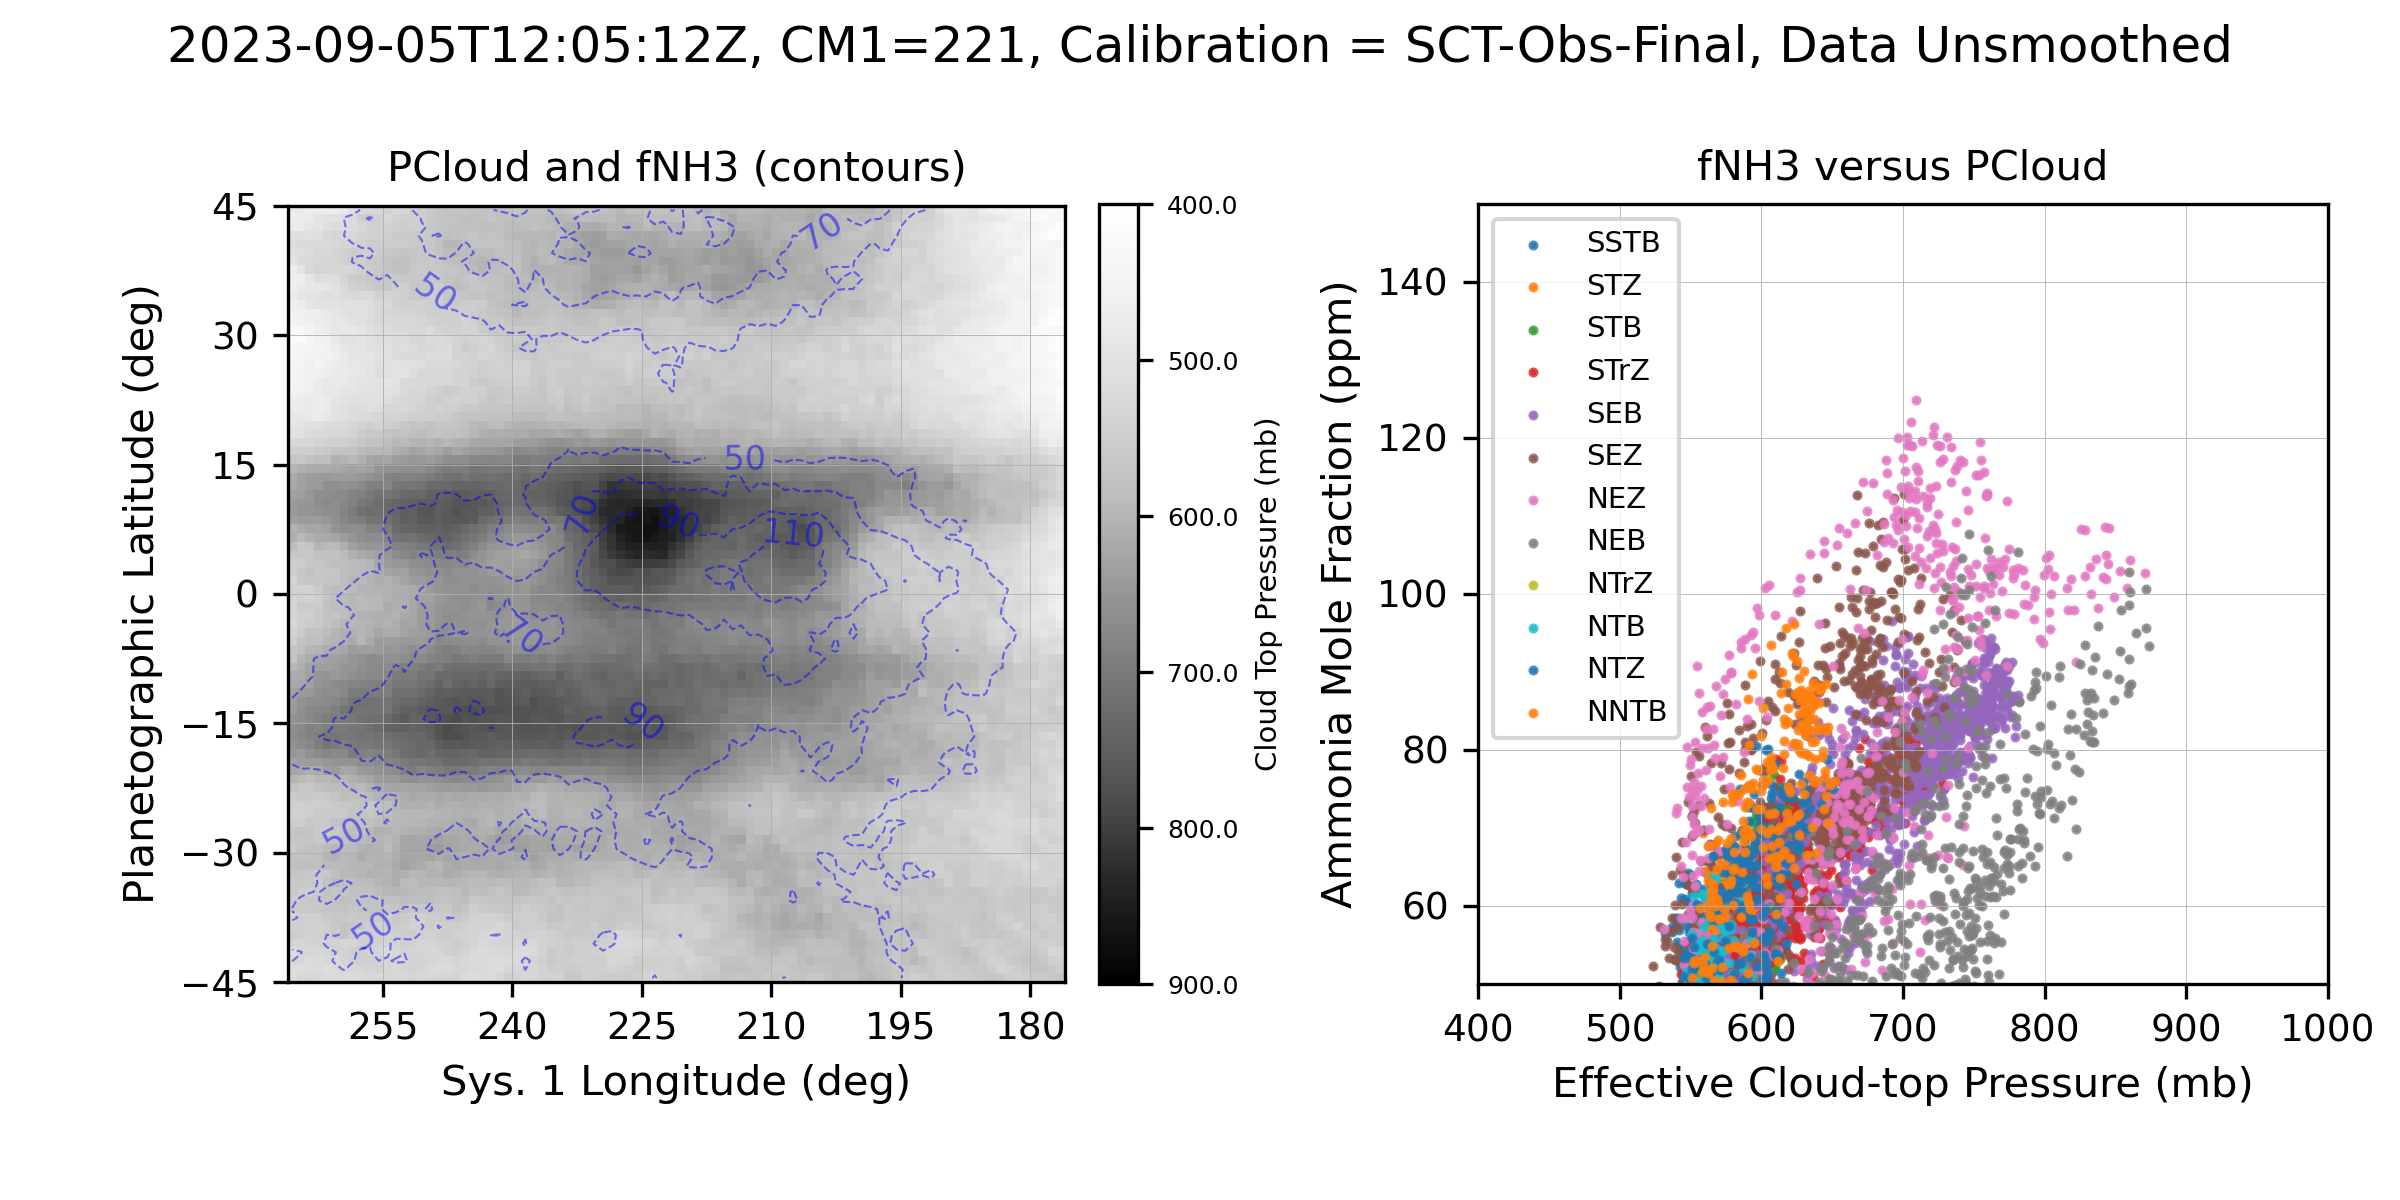 2023-09-05T12:05:12Z, CM1=221, Calibration = SCT-Obs-Final, Data Unsmoothed
PCloud and fNH3 (contours)
Planetographic Latitude (deg)
45
30
15
0
−15
−30
−45
255
240
225
210
195
180
Sys. 1 Longitude (deg)
70
50
50
70
90
110
70
90
50
50
400.0
500.0
600.0
700.0
800.0
900.0
Cloud Top Pressure (mb)
fNH3 versus PCloud
Ammonia Mole Fraction (ppm)
140
120
100
80
60
SSTB
STZ
STB
STrZ
SEB
SEZ
NEZ
NEB
NTrZ
NTB
NTZ
NNTB
400
500
600
700
800
900
1000
Effective Cloud-top Pressure (mb)